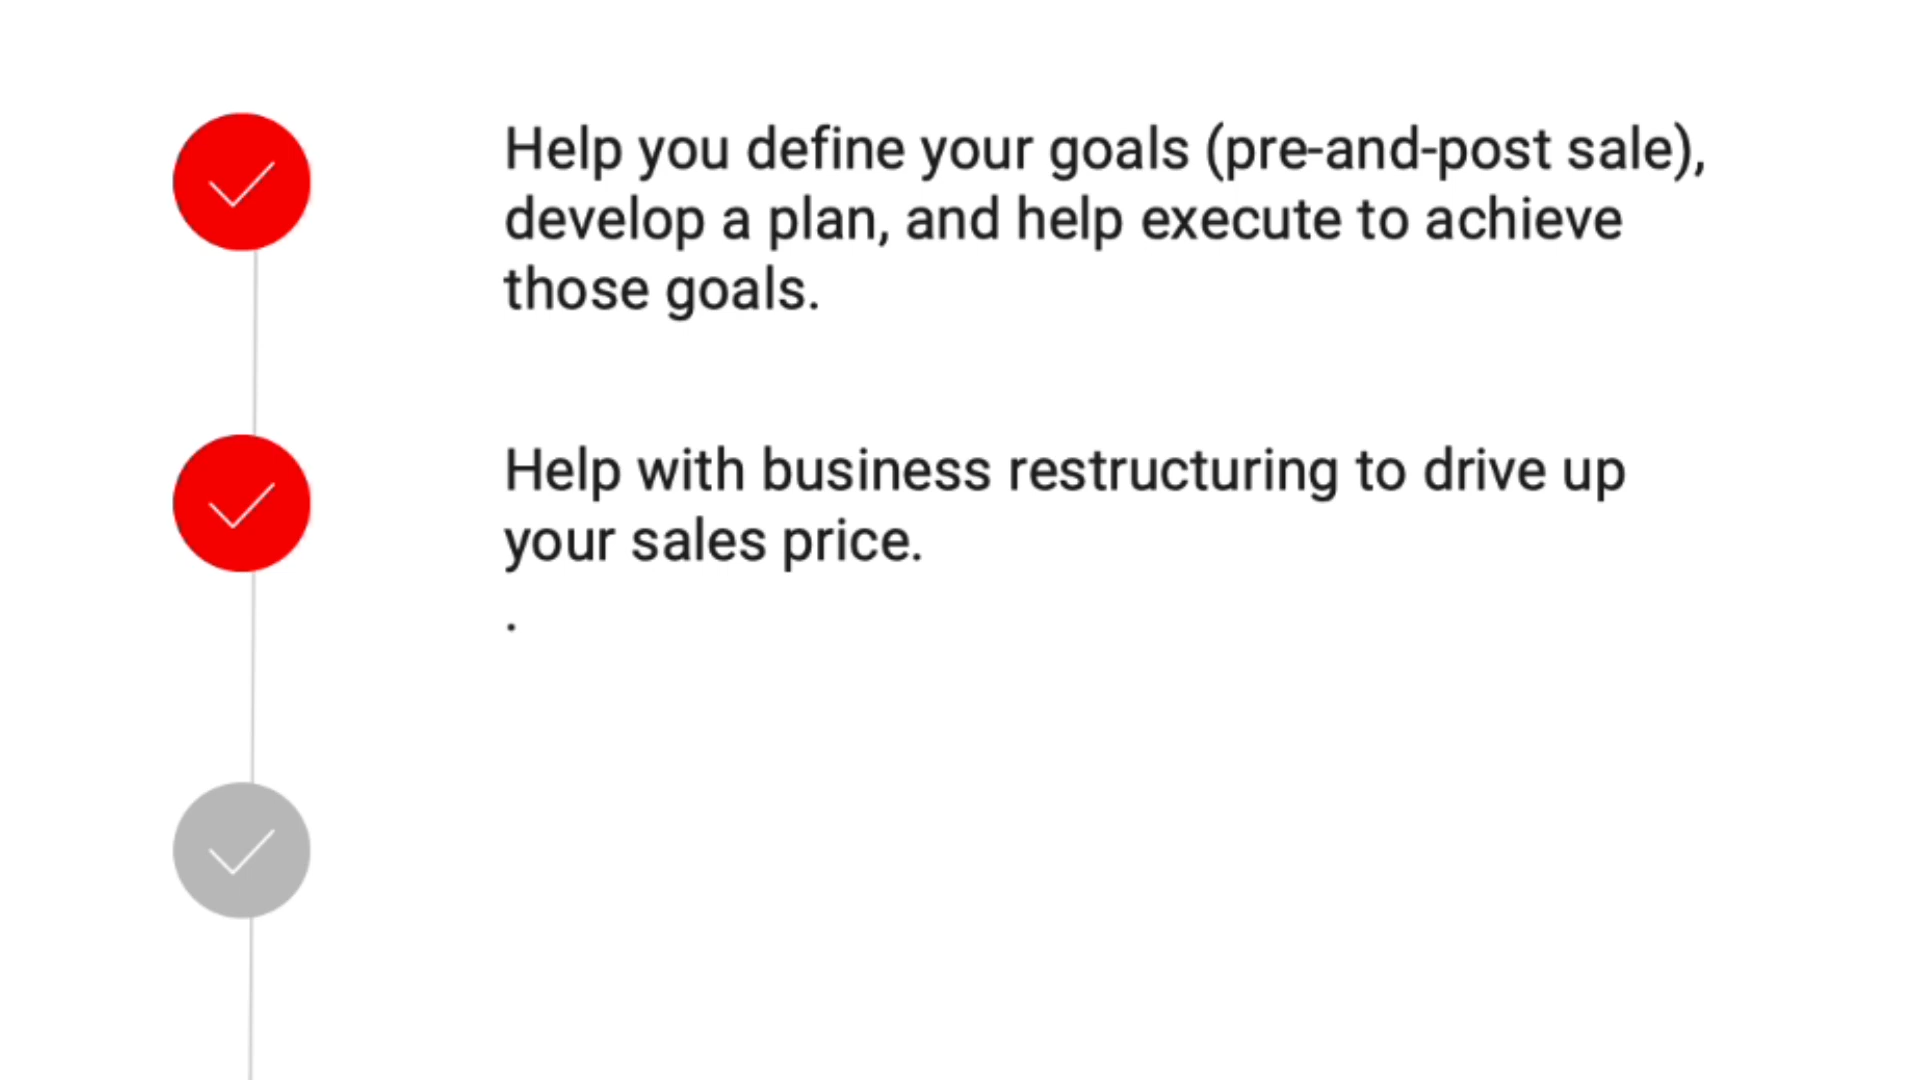 Help you define your goals (pre-and-post sale),
develop a plan, and help execute to achieve
those goals.
Help with business restructuring to drive up
your sales price.
.